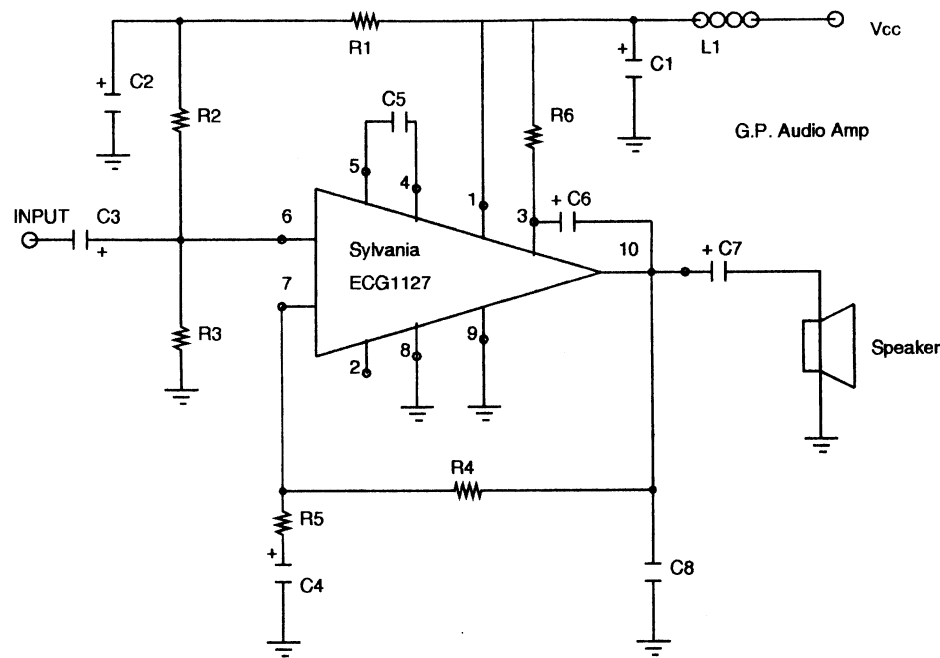 R1
L1
Vcc
+
C2
+
C1
R2
C5
R6
G.P. Audio Amp
5
4
1
3
+ C6
INPUT
C3
+
6
Sylvania
ECG1127
10
+ C7
7
R3
2
8
9
Speaker
R4
R5
+
C4
C8